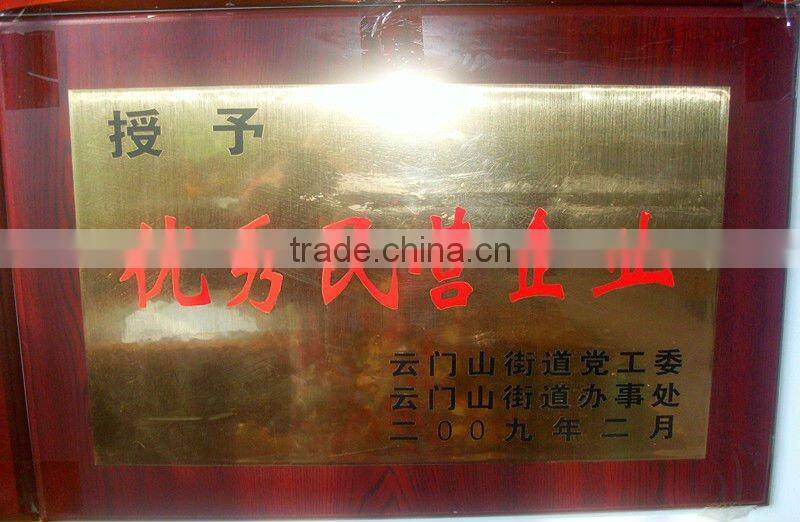 授予
优秀民营企业
trade.china.cn
云门山街道党工委
云门山街道办事处
二00九年二月